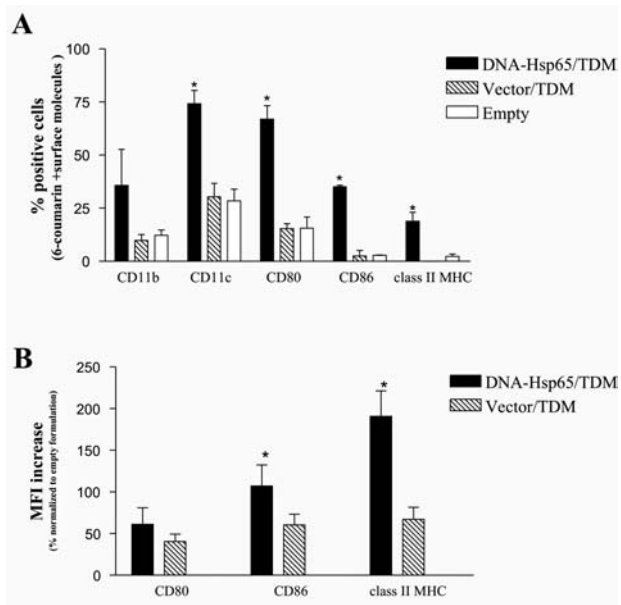 A
DNA-Hsp65/TDM
Vector/TDM
Empty
% positive cells
(6-coumarin +surface molecules )
100
75
50
25
0
* * * *
CD11b CD11c CD80 CD86 class II MHC
B
DNA-Hsp65/TDM
Vector/TDM
MFI increase
(% normalized to empty formulation)
250
200
150
100
50
0
* *
CD80 CD86 class II MHC